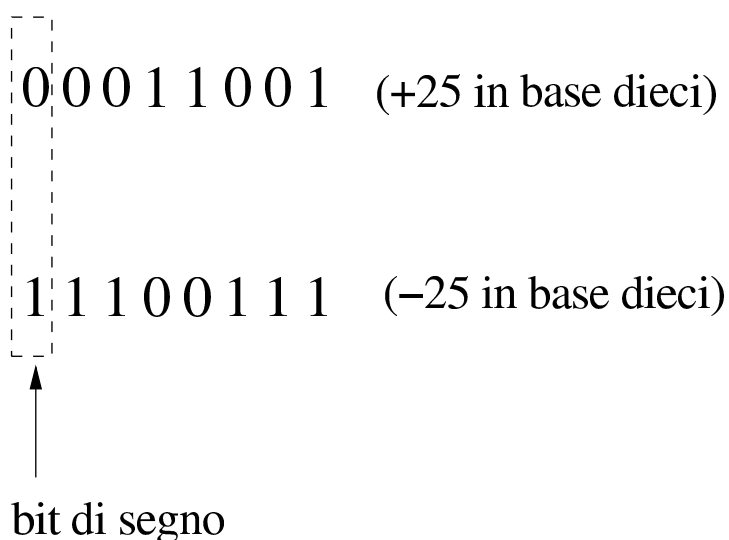 0 0 0 1 1 0 0 1 (+25 in base dieci)
1 1 1 0 0 1 1 1 (−25 in base dieci)
bit di segno